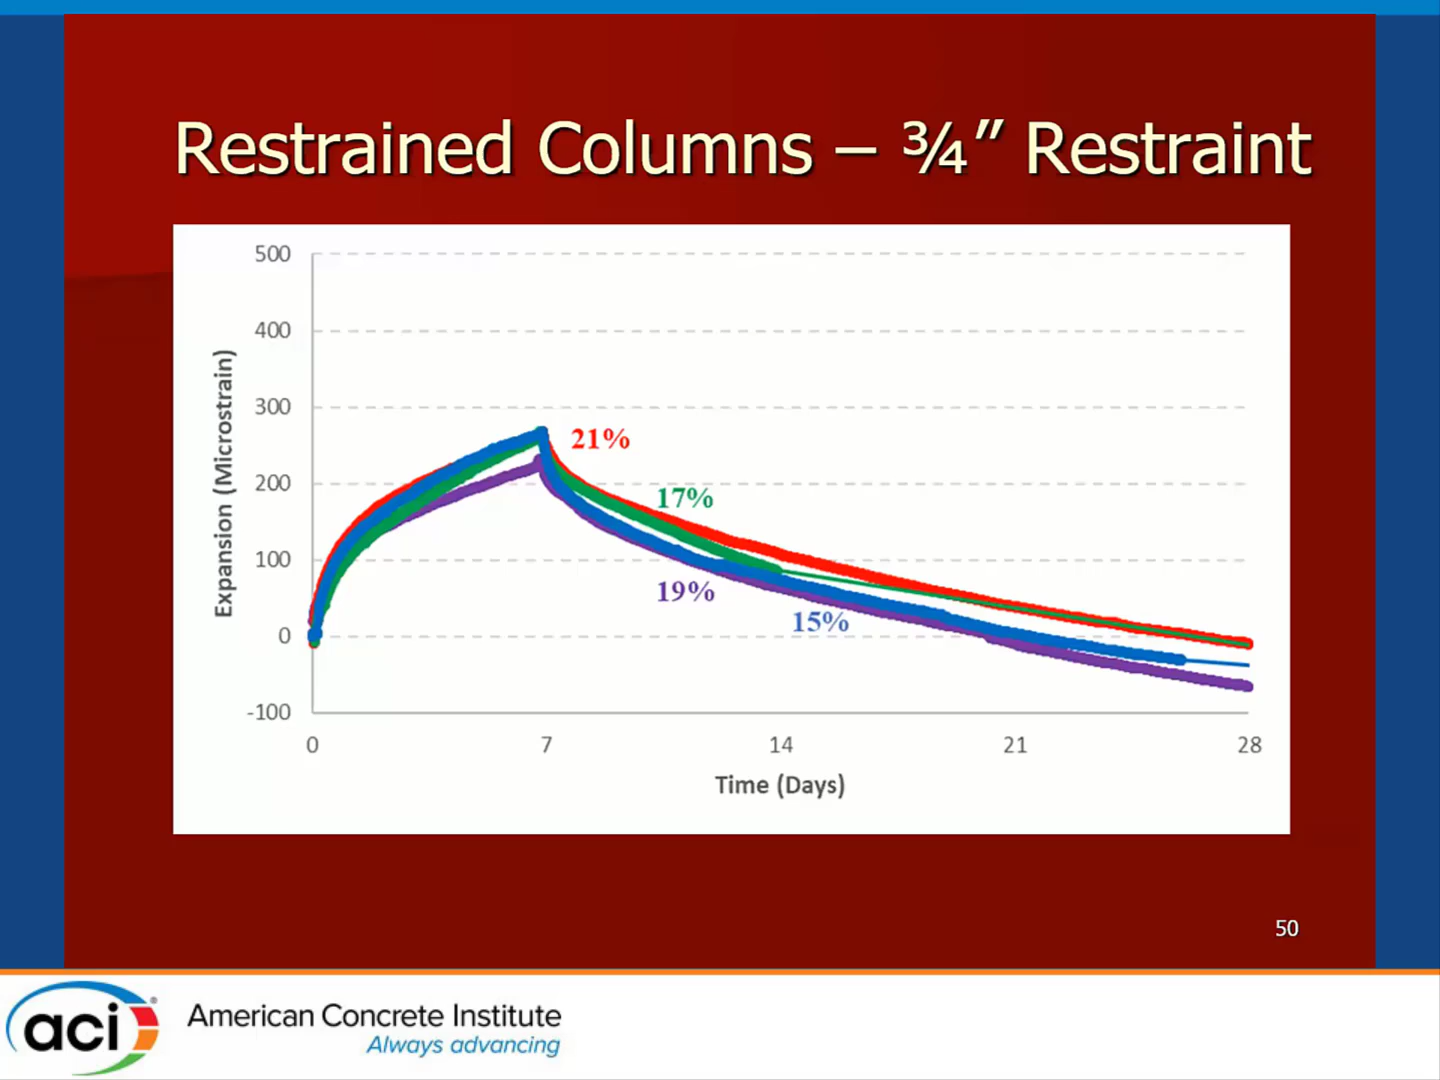 Restrained Columns – ¾” Restraint
500
400
300
200
100
0
-100
Expansion (Microstrain)
21%
17%
19%
15%
0 7 14 21 28
Time (Days)
50
aci®
American Concrete Institute
Always advancing